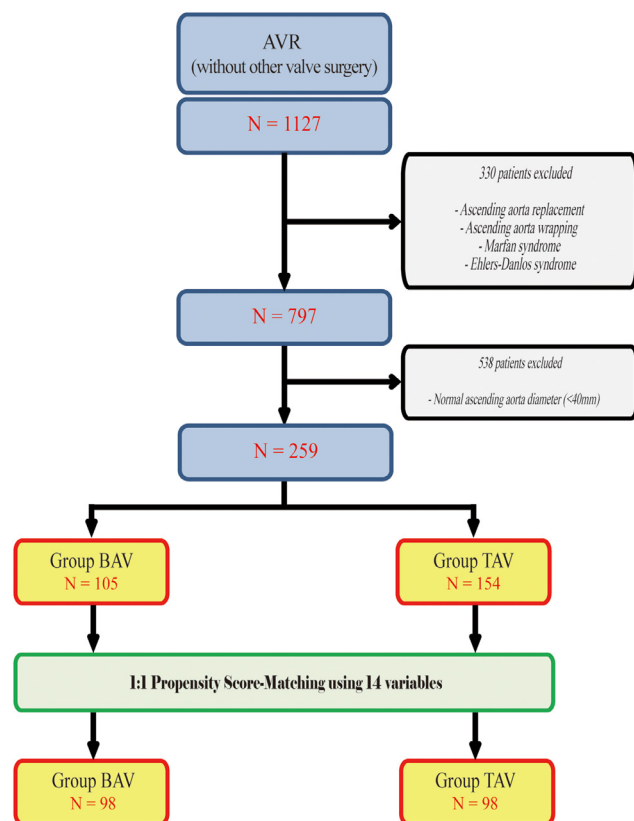 AVR
(without other valve surgery)
N = 1127
330 patients excluded
- Ascending aorta replacement
- Ascending aorta wrapping
- Marfan syndrome
- Ehlers-Danlos syndrome
N = 797
538 patients excluded
- Normal ascending aorta diameter (<40mm)
N = 259
Group BAV
N = 105
Group TAV
N = 154
1:1 Propensity Score-Matching using 14 variables
Group BAV
N = 98
Group TAV
N = 98